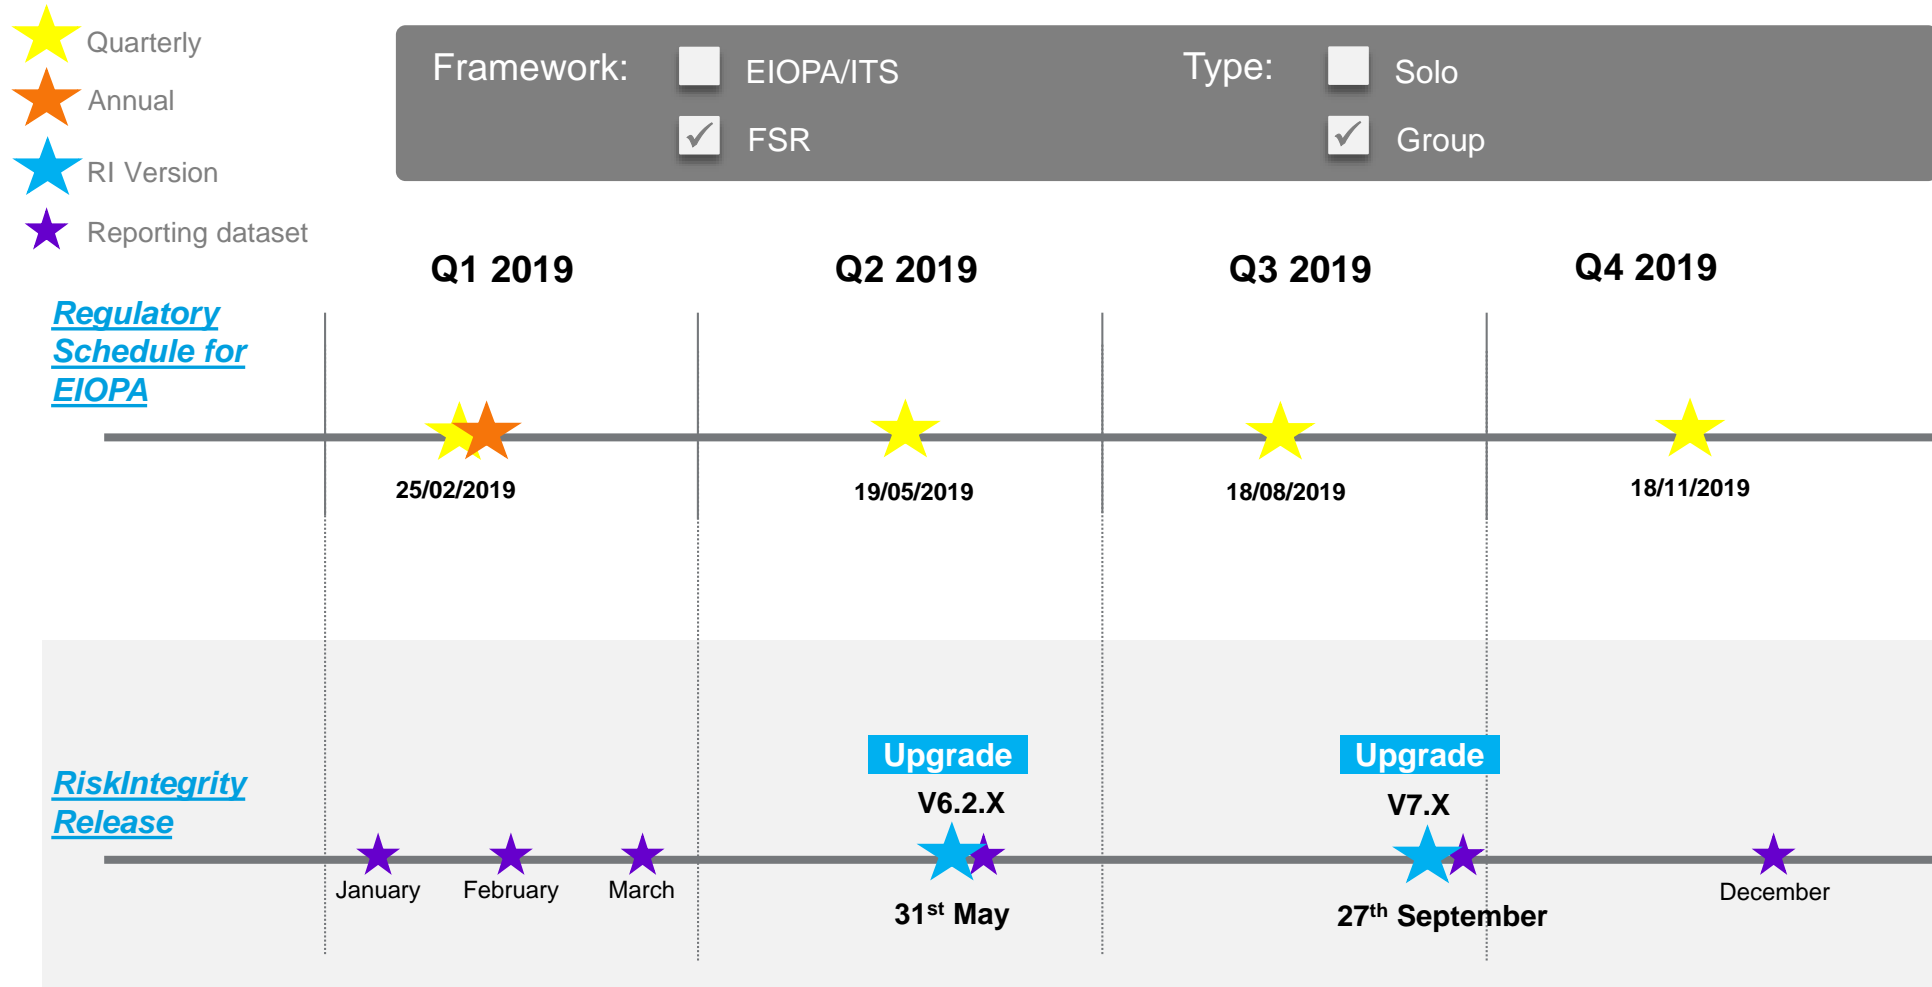 Quarterly
Annual
RI Version
Reporting dataset
Framework:
EIOPA/ITS
FSR
Type:
Solo
Group
Q1 2019
Q2 2019
Q3 2019
Q4 2019
Regulatory
Schedule for
EIOPA
25/02/2019
19/05/2019
18/08/2019
18/11/2019
RiskIntegrity
Release
Upgrade
V6.2.X
Upgrade
V7.X
January
February
March
31st May
27th September
December